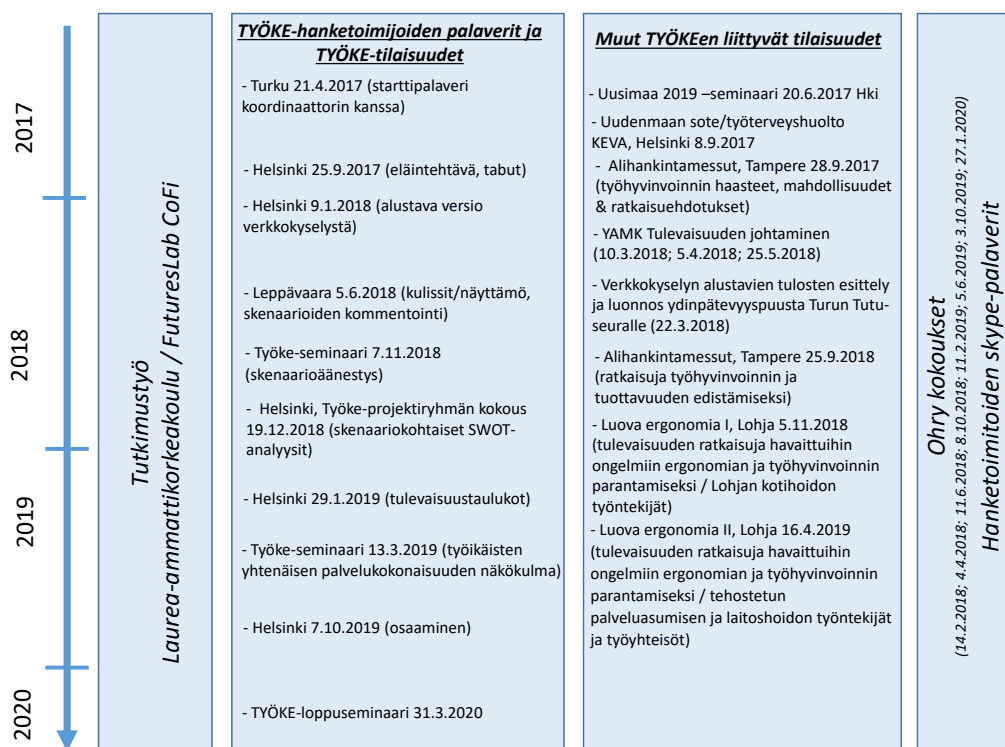 2017
2018
2019
2020
Tutkimustyö
Laurea-ammattikorkeakoulu / FuturesLab CoFi
TYÖKE-hanketoimijoiden palaverit ja
TYÖKE-tilaisuudet
- Turku 21.4.2017 (starttipalaveri
koordinaattorin kanssa)
- Helsinki 25.9.2017 (eläintehtävä, tabut)
- Helsinki 9.1.2018 (alustava versio
verkkokyselystä)
- Leppävaara 5.6.2018 (kulissit/näyttämö,
skenaarioiden kommentointi)
- Työke-seminaari 7.11.2018
(skenaarioäänestys)
- Helsinki, Työke-projektiryhmän kokous
19.12.2018 (skenaariokohtaiset SWOT-
analyysit)
- Helsinki 29.1.2019 (tulevaisuustaulukot)
- Työke-seminaari 13.3.2019 (työikäisten
yhtenäisen palvelukokonaisuuden näkökulma)
- Helsinki 7.10.2019 (osaaminen)
- TYÖKE-loppuseminaari 31.3.2020
Muut TYÖKEen liittyvät tilaisuudet
- Uusimaa 2019 –seminaari 20.6.2017 Hki
- Uudenmaan sote/työterveyshuolto
KEVA, Helsinki 8.9.2017
- Alihankintamessut, Tampere 28.9.2017
(työhyvinvoinnin haasteet, mahdollisuudet
& ratkaisuehdotukset)
- YAMK Tulevaisuuden johtaminen
(10.3.2018; 5.4.2018; 25.5.2018)
- Verkkokyselyn alustavien tulosten esittely
ja luonnos ydinpätevyyspuusta Turun Tutu-
seuralle (22.3.2018)
- Alihankintamessut, Tampere 25.9.2018
(ratkaisuja työhyvinvoinnin ja
tuottavuuden edistämiseksi)
- Luova ergonomia I, Lohja 5.11.2018
(tulevaisuuden ratkaisuja havaittuihin
ongelmiin ergonomian ja työhyvinvoinnin
parantamiseksi / Lohjan kotihoidon
työntekijät)
- Luova ergonomia II, Lohja 16.4.2019
(tulevaisuuden ratkaisuja havaittuihin
ongelmiin ergonomian ja työhyvinvoinnin
parantamiseksi / tehostetun
palveluasumisen ja laitoshoidon työntekijät
ja työyhteisöt)
Ohry kokoukset
(14.2.2018; 4.4.2018; 11.6.2018; 8.10.2018; 11.2.2019; 5.6.2019; 3.10.2019; 27.1.2020)
Hanketoimitoiden skype-palaverit